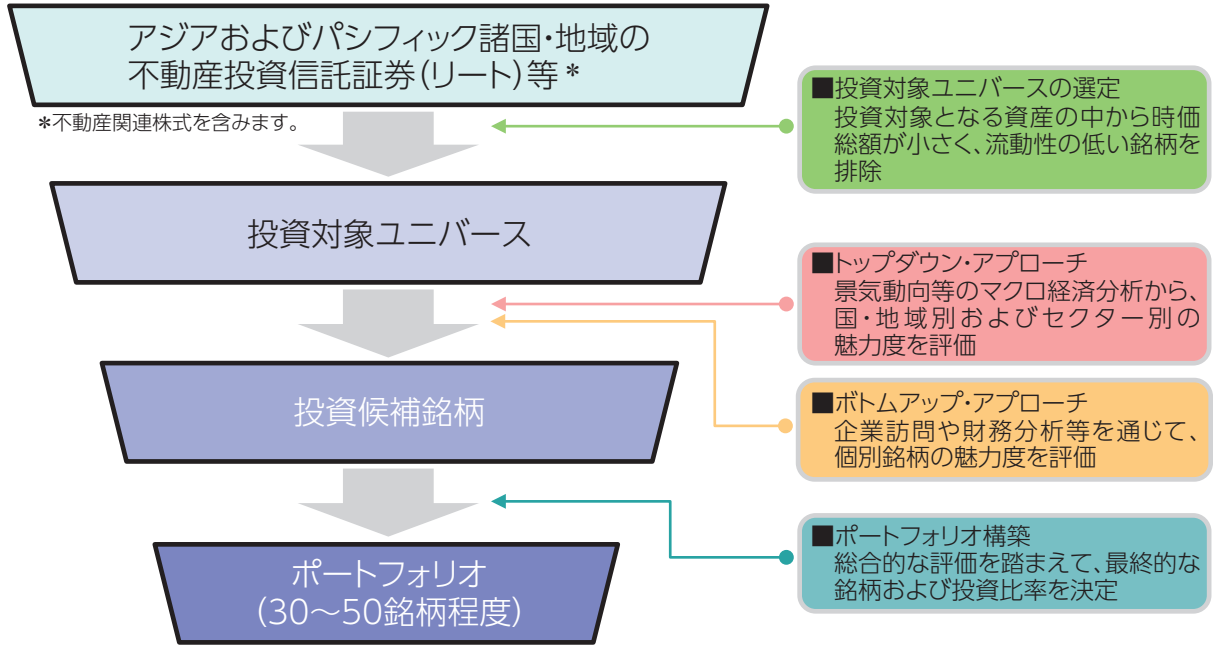 アジアおよびパシフィック諸国・地域の
不動産投資信託証券(リート)等*
*不動産関連株式を含みます。
■投資対象ユニバースの選定
投資対象となる資産の中から時価
総額が小さく、流動性の低い銘柄を
排除
投資対象ユニバース
■トップダウン・アプローチ
景気動向等のマクロ経済分析から、
国・地域別およびセクター別の
魅力度を評価
投資候補銘柄
■ボトムアップ・アプローチ
企業訪問や財務分析等を通じて、
個別銘柄の魅力度を評価
■ポートフォリオ構築
総合的な評価を踏まえて、最終的な
銘柄および投資比率を決定
ポートフォリオ
(30〜50銘柄程度)